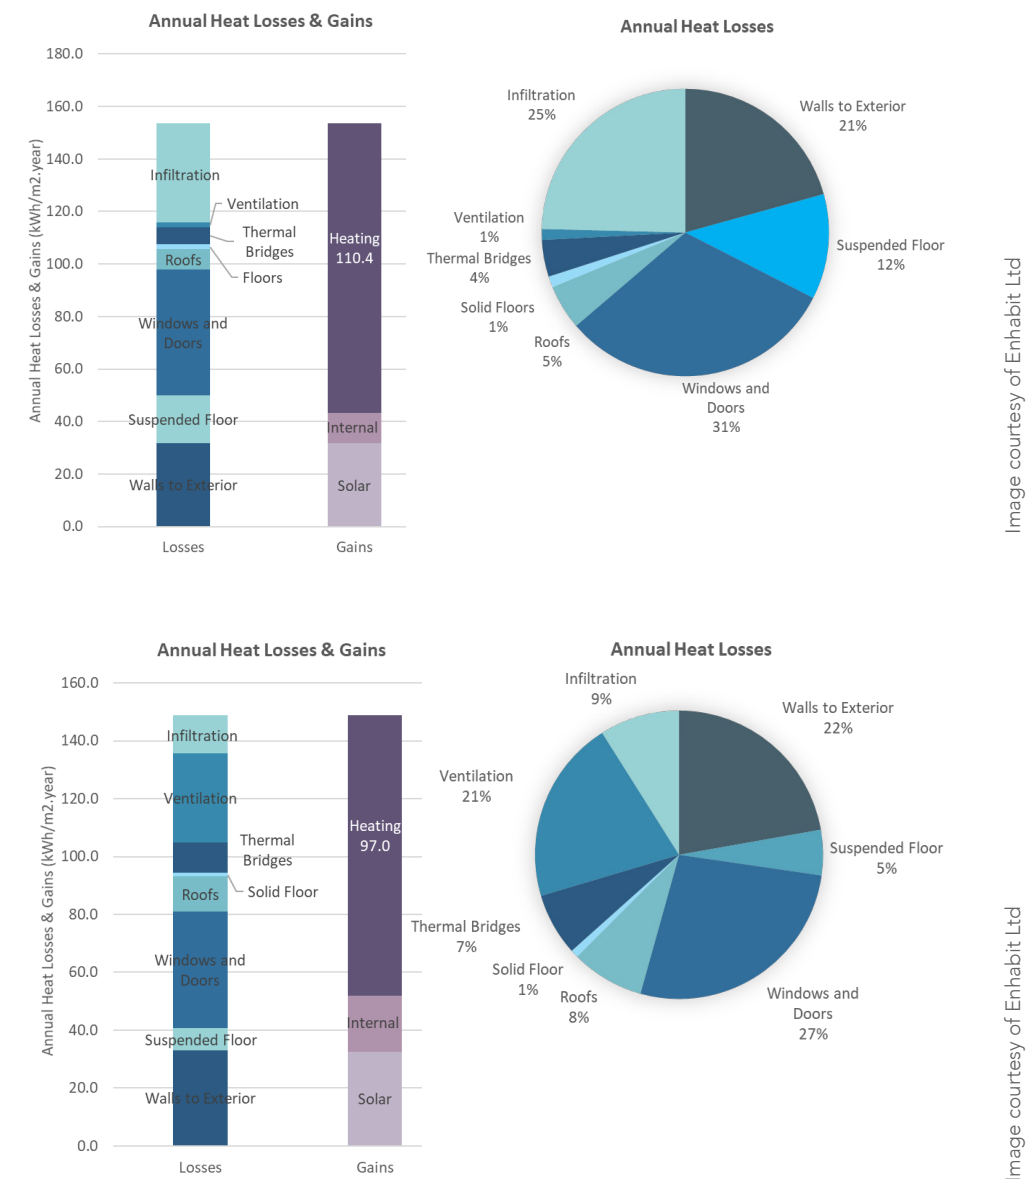 Annual Heat Losses & Gains
180.0
160.0
140.0
120.0
100.0
80.0
60.0
40.0
20.0
0.0
Annual Heat Losses & Gains (kWh/m2.year)
Infiltration
Ventilation
Thermal
Bridges
Roofs
Floors
Windows and
Doors
Suspended Floor
Walls to Exterior
Heating
110.4
Internal
Solar
Losses
Gains
Annual Heat Losses
Infiltration
25%
Walls to Exterior
21%
Ventilation
1%
Suspended Floor
12%
Thermal Bridges
4%
Solid Floors
1%
Roofs
5%
Windows and
Doors
31%
Image courtesy of Enhabit Ltd
Annual Heat Losses & Gains
160.0
140.0
120.0
100.0
80.0
60.0
40.0
20.0
0.0
Annual Heat Losses & Gains (kWh/m2.year)
Infiltration
Ventilation
Thermal
Bridges
Roofs
Solid Floor
Windows and
Doors
Suspended Floor
Walls to Exterior
Heating
97.0
Internal
Solar
Losses
Gains
Annual Heat Losses
Infiltration
9%
Walls to Exterior
22%
Ventilation
21%
Suspended Floor
5%
Thermal Bridges
7%
Solid Floor
1%
Roofs
8%
Windows and
Doors
27%
Image courtesy of Enhabit Ltd